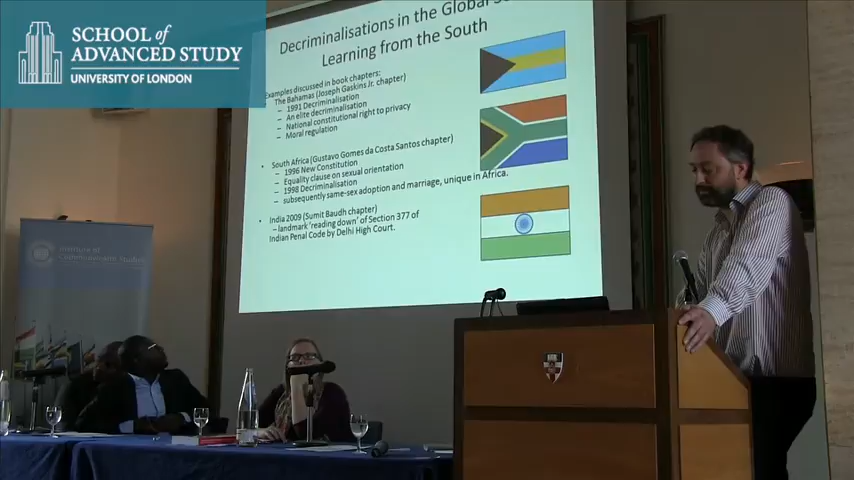 SCHOOL of
ADVANCED STUDY
UNIVERSITY OF LONDON
Decriminalisations in the Global
Learning from the South
Examples discussed in book chapters:
The Bahamas (Joseph Gaskins Jr. chapter)
– 1991 Decriminalisation
– An elite decriminalisation
– National constitutional right to privacy
– Moral regulation
• South Africa (Gustavo Gomes da Costa Santos chapter)
– 1996 New Constitution
– Equality clause on sexual orientation
– 1998 Decriminalisation
– subsequently same-sex adoption and marriage, unique in Africa.
• India 2009 (Sumit Baudh chapter)
– landmark 'reading down' of Section 377 of
Indian Penal Code by Delhi High Court.
Institute of
Commonwealth Studies